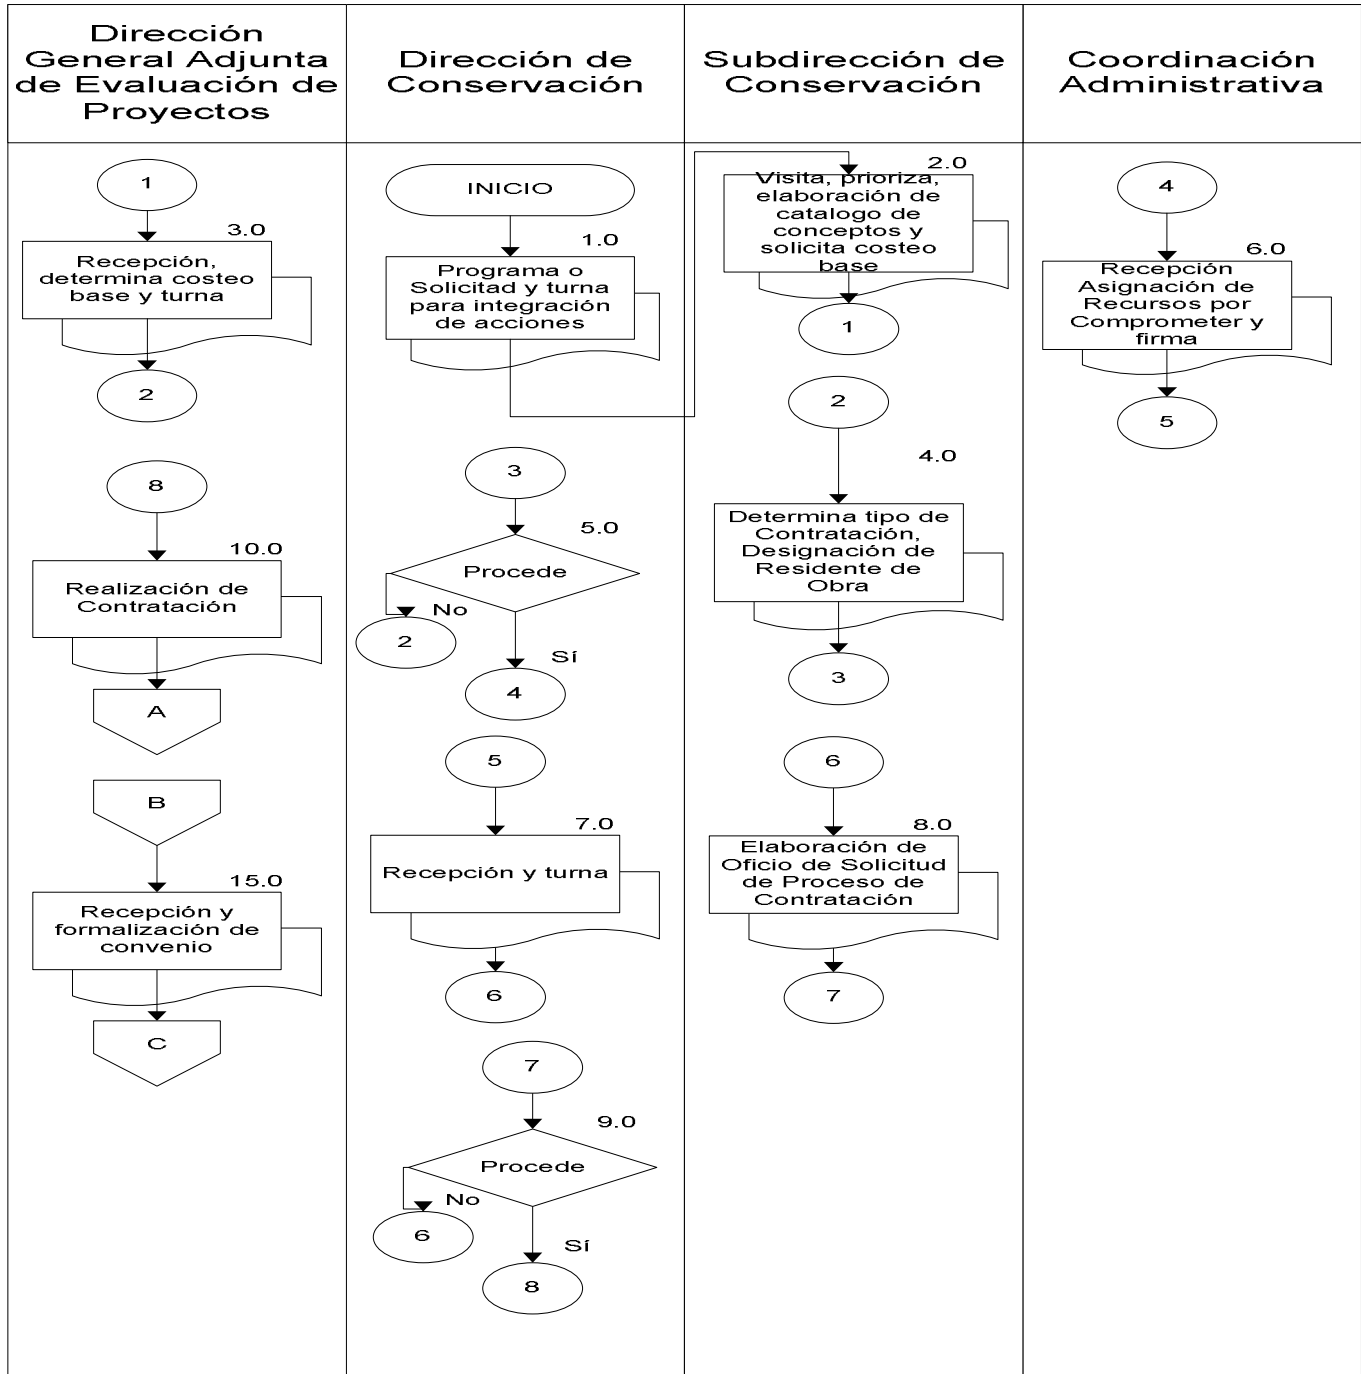 Dirección
General Adjunta
de Evaluación de
Proyectos
Dirección de
Conservación
Subdirección de
Conservación
Coordinación
Administrativa
1
3.0
Recepción,
determina costeo
base y turna
2
8
10.0
Realización de
Contratación
A
B
15.0
Recepción y
formalización de
convenio
C
INICIO
1.0
Programa o
Solicitad y turna
para integración
de acciones
3
5.0
Procede
No
2
Sí
4
5
7.0
Recepción y turna
6
7
9.0
Procede
No
6
Sí
8
2.0
Visita, prioriza,
elaboración de
catalogo de
conceptos y
solicita costeo
base
1
2
4.0
Determina tipo de
Contratación,
Designación de
Residente de
Obra
3
6
8.0
Elaboración de
Oficio de Solicitud
de Proceso de
Contratación
7
4
6.0
Recepción
Asignación de
Recursos por
Comprometer y
firma
5